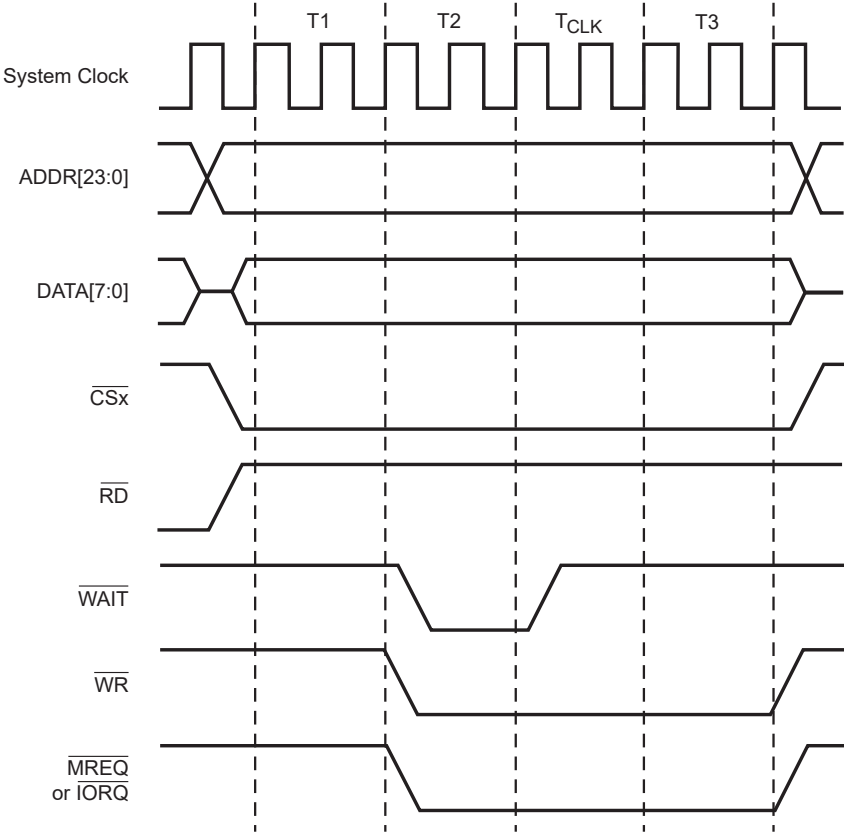 T1 T2 TCLK T3
System Clock
ADDR[23:0]
DATA[7:0]
CSx
RD
WAIT
WR
MREQ
or IORQ